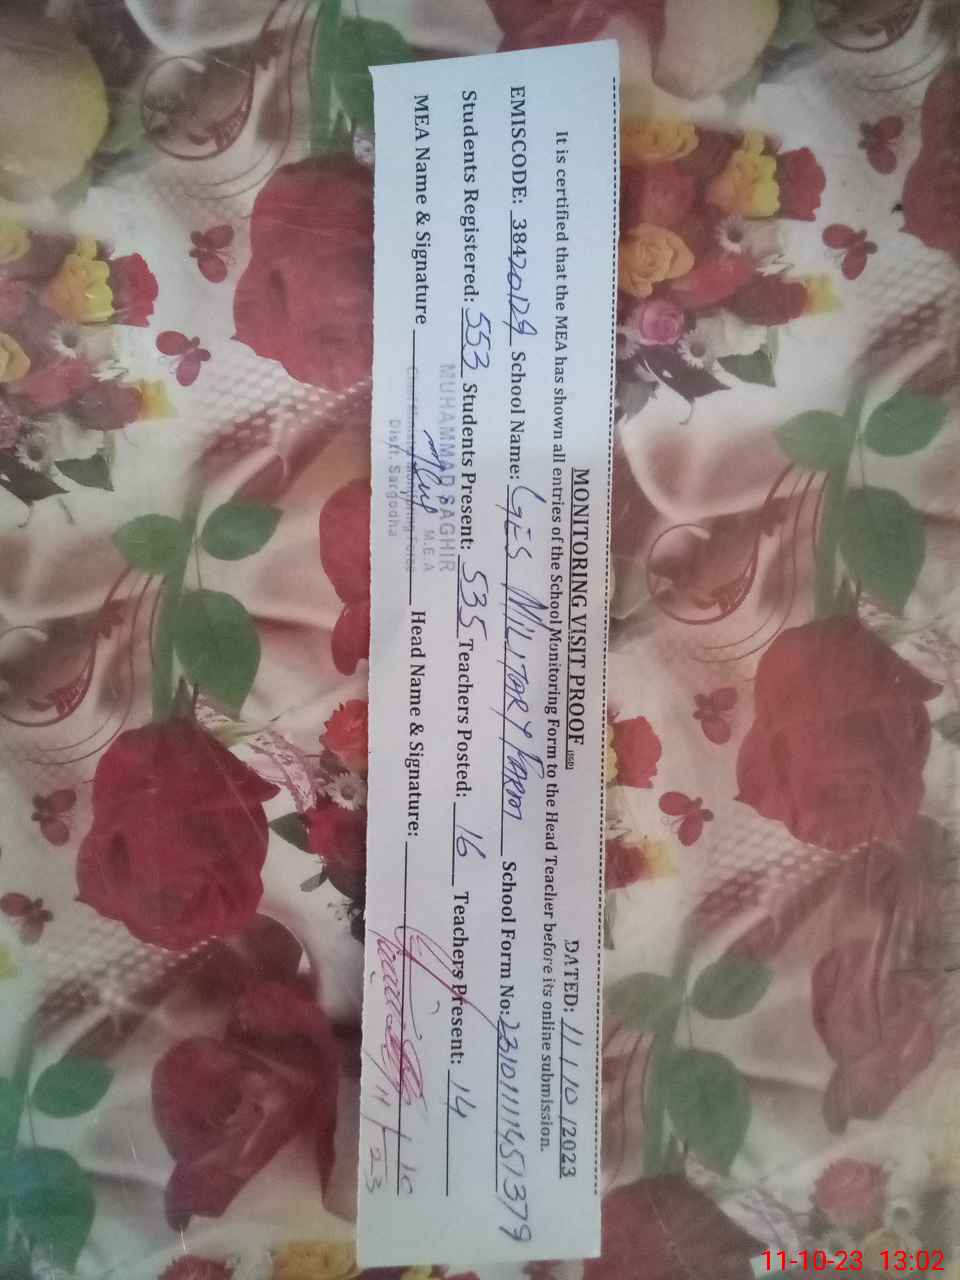 MONITORING VISIT PROOF (SGD) DATED: 11/10/2023
It is certified that the MEA has shown all entries of the School Monitoring Form to the Head Teacher before its online submission.
EMISCODE: 38420129 School Name: GES MILITARY FARM School Form No:
Students Registered: 553 Students Present: 535 Teachers Posted: 16 Teachers Present: 14
MEA Name & Signature Head Name & Signature:
MUHAMMAD SAGHIR
M.E.A
Distt. Sargodha
11-10-23 13:02